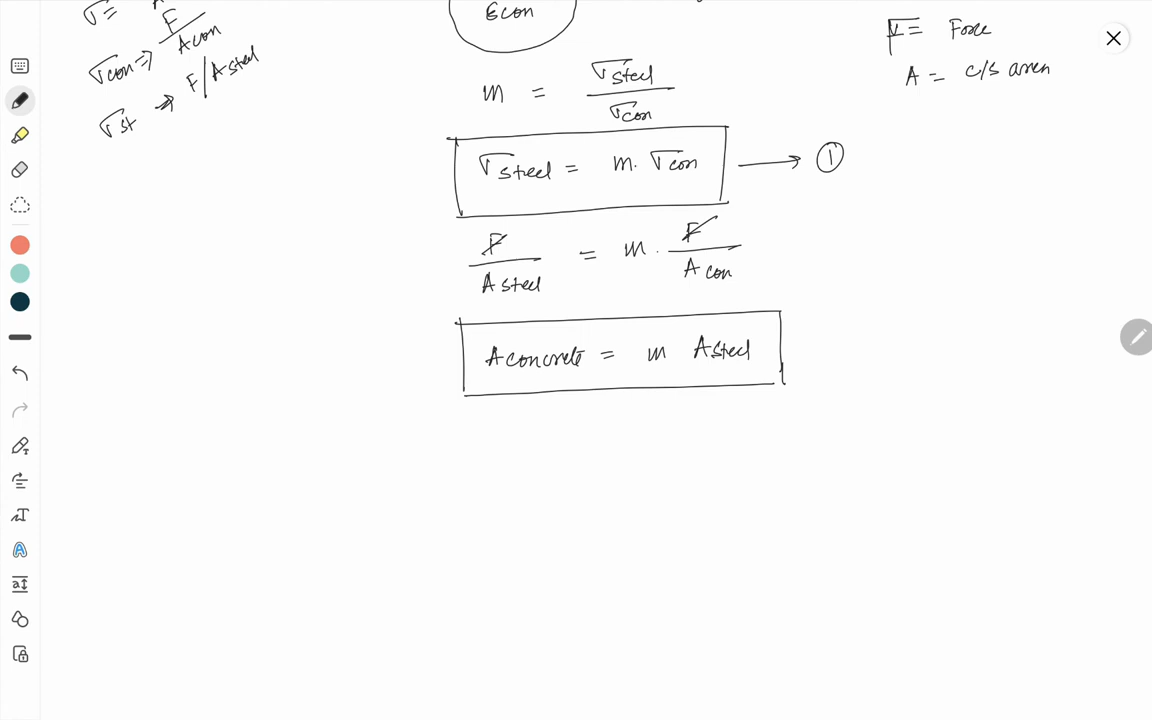 σ =
σcon => F / Acon
σst → F / Asteel
Econ
F = Force
A = c/s area
m = σsteel / σcon
σsteel = m. σcon → ①
F / Asteel = m . F / Acon
Aconcrete = m Asteel